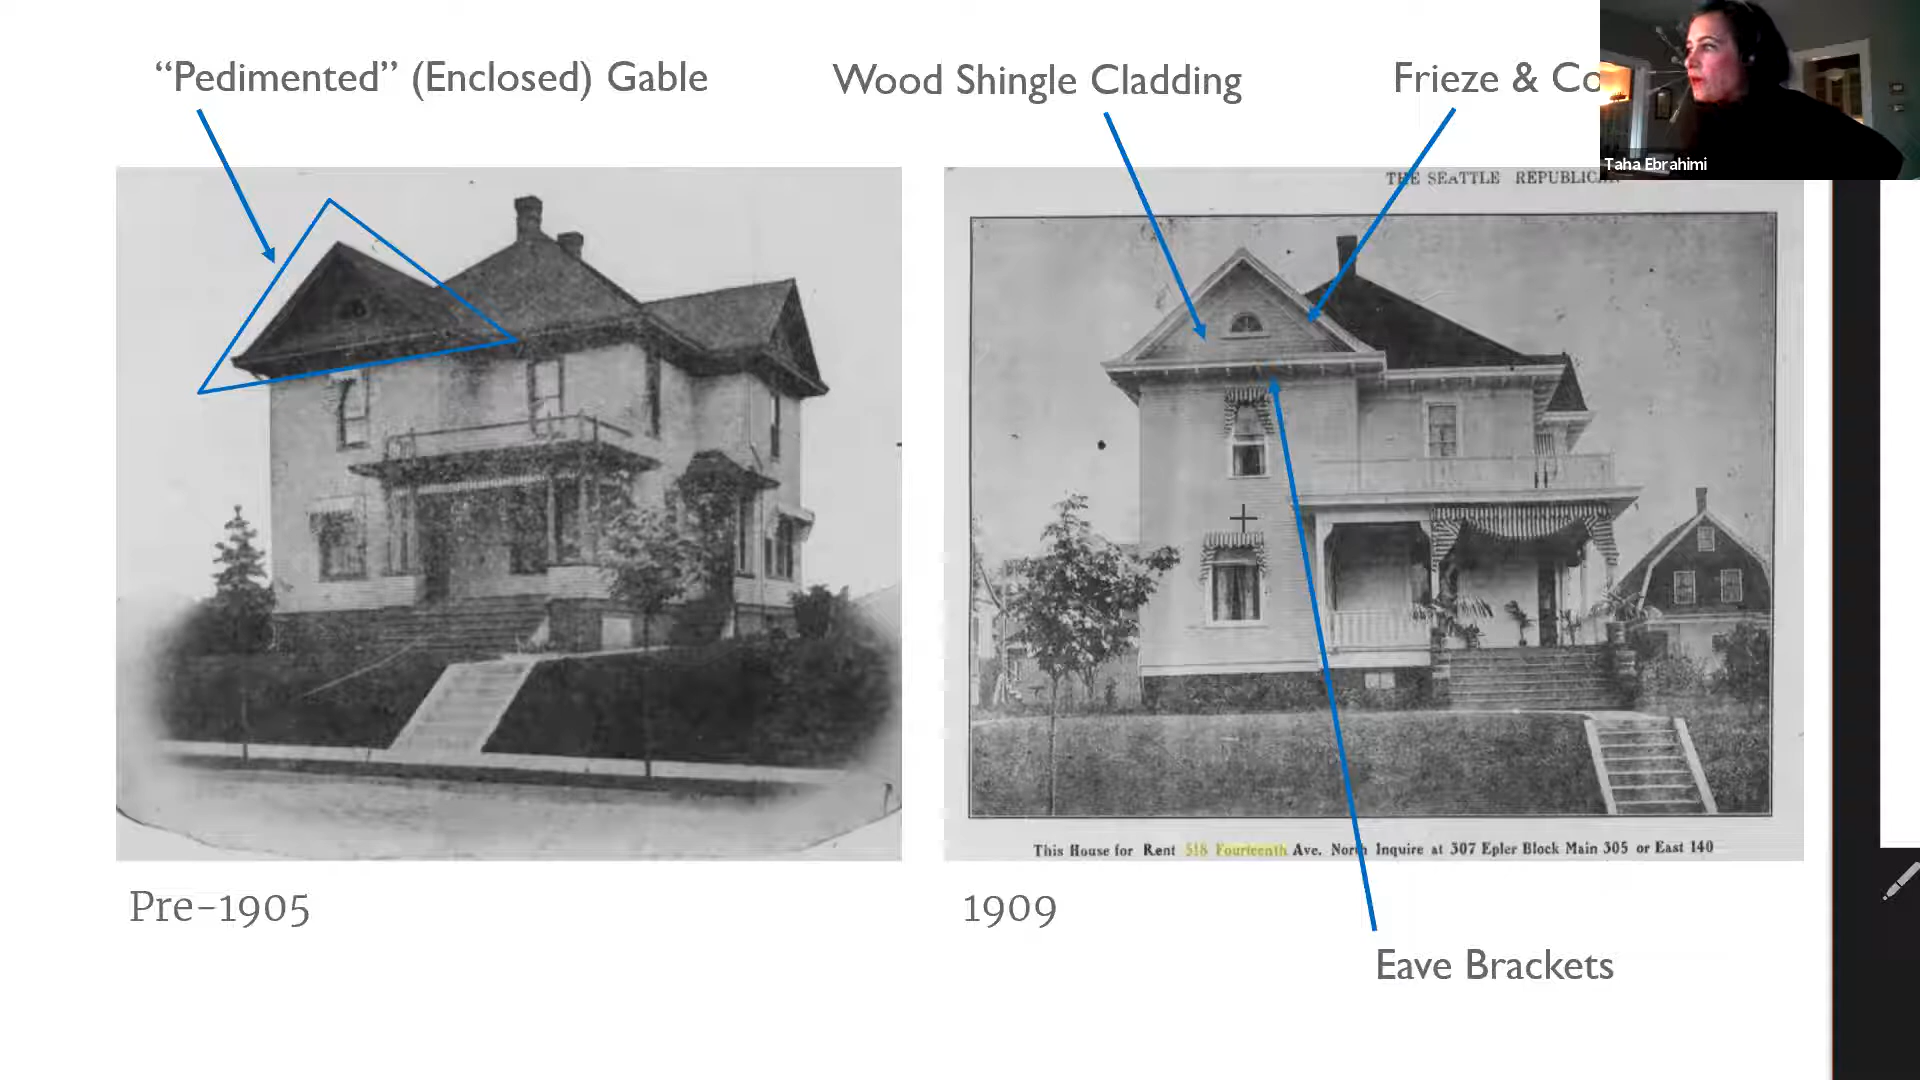 “Pedimented” (Enclosed) Gable
Wood Shingle Cladding
Frieze & Co
Taha Ebrahimi
THE SEATTLE REPUBLICAN
This House for Rent 518 Fourteenth Ave. North Inquire at 307 Epler Block Main 305 or East 140
Pre-1905
1909
Eave Brackets